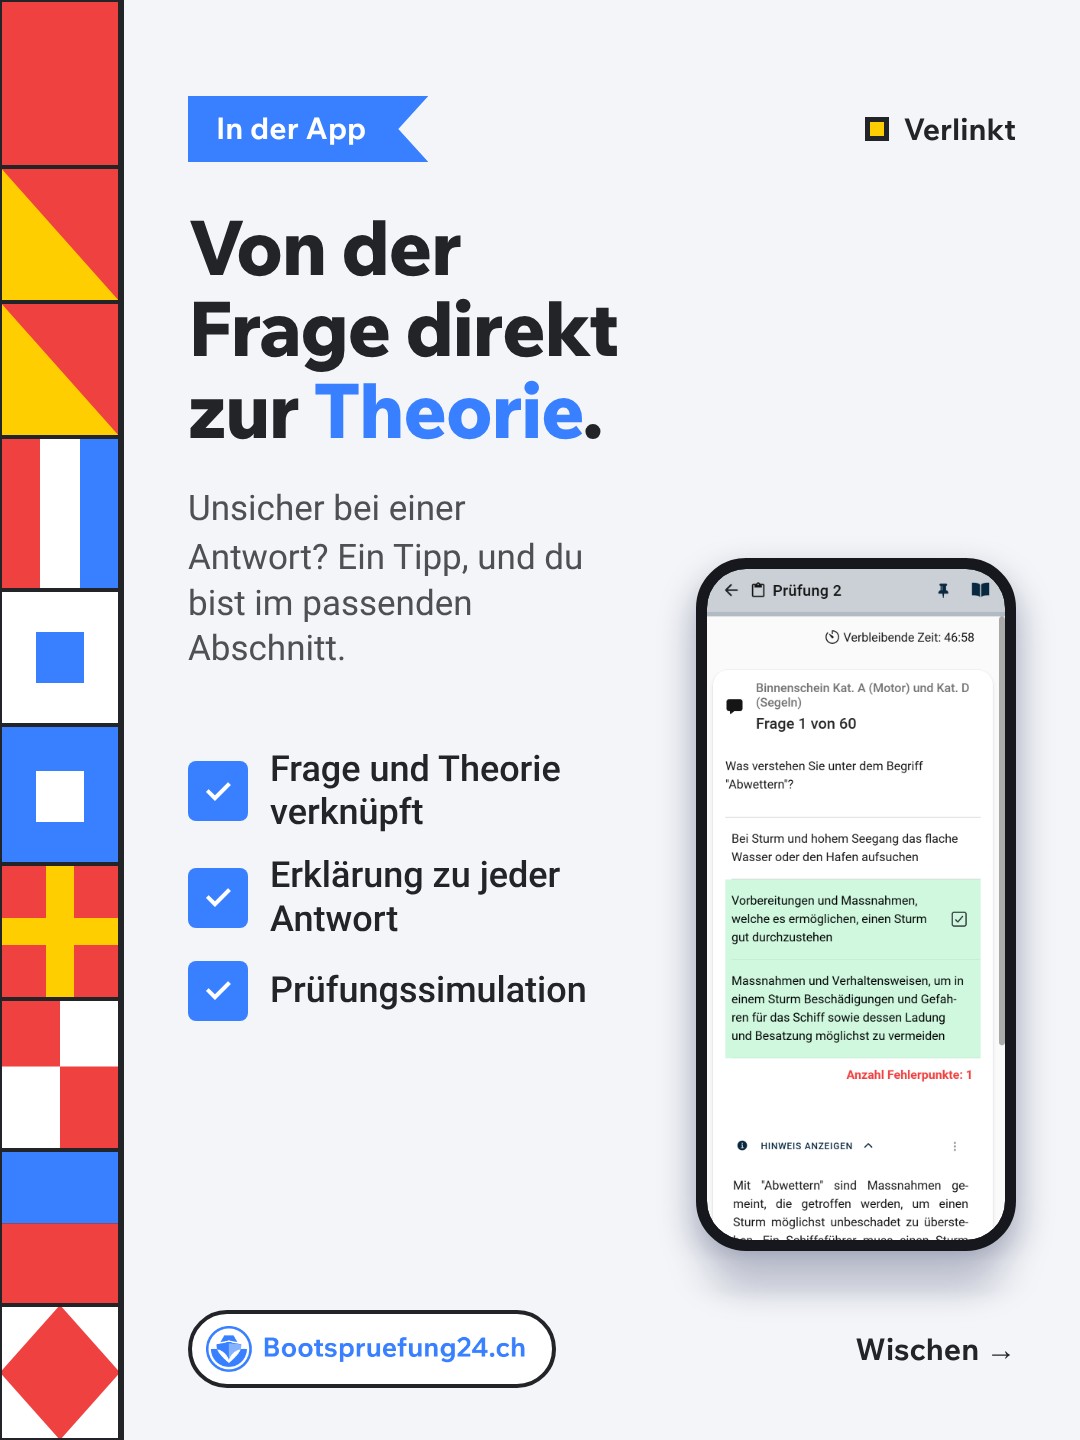 In der App
Verlinkt
Von der
Frage direkt
zur Theorie.
Unsicher bei einer
Antwort? Ein Tipp, und du
bist im passenden
Abschnitt.
Frage und Theorie
verknüpft
Erklärung zu jeder
Antwort
Prüfungssimulation
Prüfung 2
Verbleibende Zeit: 46:58
Binnenschein Kat. A (Motor) und Kat. D
(Segeln)
Frage 1 von 60
Was verstehen Sie unter dem Begriff
"Abwettern"?
Bei Sturm und hohem Seegang das flache
Wasser oder den Hafen aufsuchen
Vorbereitungen und Massnahmen,
welche es ermöglichen, einen Sturm
gut durchzustehen
Massnahmen und Verhaltensweisen, um in
einem Sturm Beschädigungen und Gefah-
ren für das Schiff sowie dessen Ladung
und Besatzung möglichst zu vermeiden
Anzahl Fehlerpunkte: 1
HINWEIS ANZEIGEN
Mit "Abwettern" sind Massnahmen ge-
meint, die getroffen werden, um einen
Sturm möglichst unbeschadet zu überste-
hen. Ein Schiffsführer muss einen Sturm
Bootspruefung24.ch
Wischen →